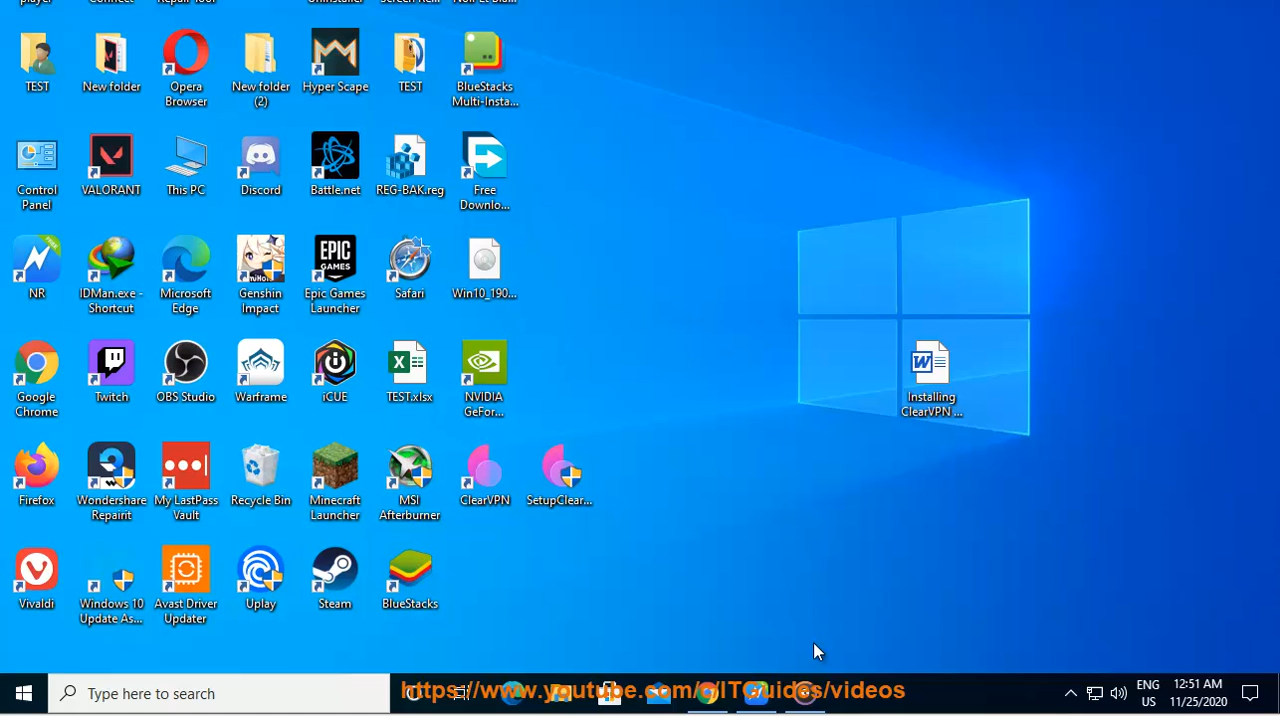 TEST
New folder
Opera
Browser
New folder
(2)
Hyper Scape
TEST
BlueStacks
Multi-Insta...
Control
Panel
VALORANT
This PC
Discord
Battle.net
REG-BAK.reg
Free
Downlo...
NR
IDMan.exe -
Shortcut
Microsoft
Edge
Genshin
Impact
EPIC
GAMES
Epic Games
Launcher
Safari
Win10_190...
Google
Chrome
Twitch
OBS Studio
Warframe
iCUE
TEST.xlsx
NVIDIA
GeFor...
Installing
ClearVPN ...
Firefox
Wondershare
Repairit
My LastPass
Vault
Recycle Bin
Minecraft
Launcher
MSI
Afterburner
ClearVPN
SetupClear...
Vivaldi
Windows 10
Update As...
Avast Driver
Updater
Uplay
Steam
BlueStacks
Type here to search
https://www.youtube.com/c/ITGuides/videos
ENG
US
12:51 AM
11/25/2020